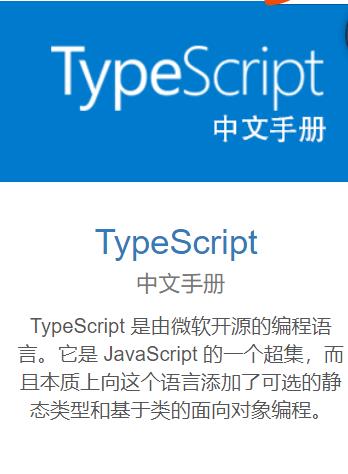 TypeScript
中文手册
TypeScript
中文手册
TypeScript 是由微软开源的编程语
言。它是 JavaScript 的一个超集，而
且本质上向这个语言添加了可选的静
态类型和基于类的面向对象编程。